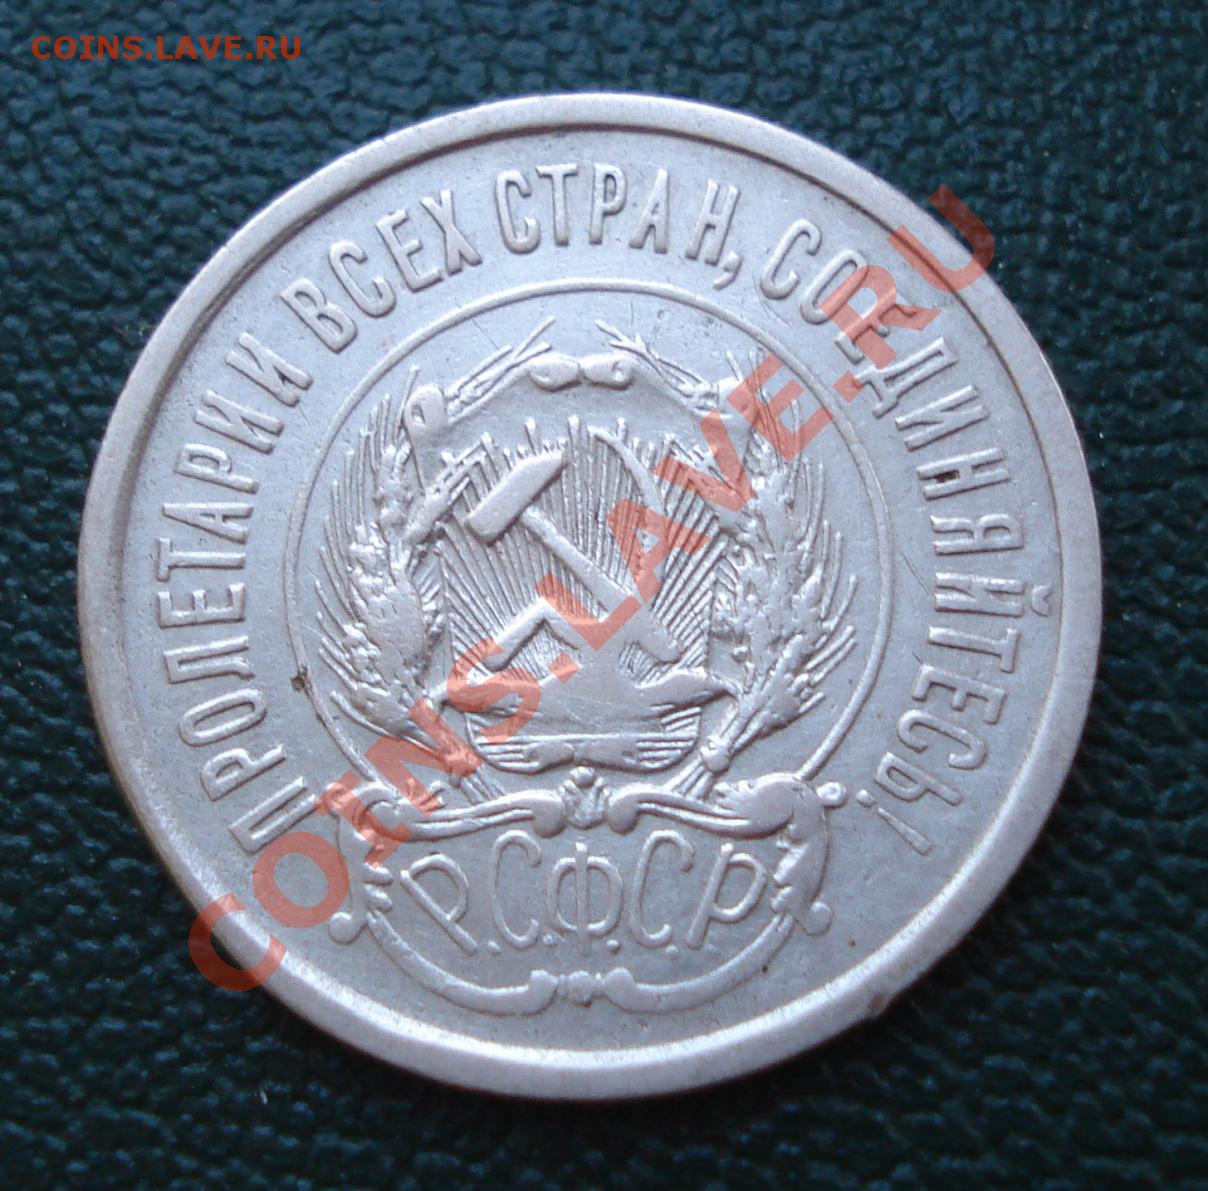 COINS.LAVE.RU
ПРОЛЕТАРИИ ВСЕХ СТРАН, СОЕДИНЯЙТЕСЬ!
Р.С.Ф.С.Р
COINS.LAVE.RU